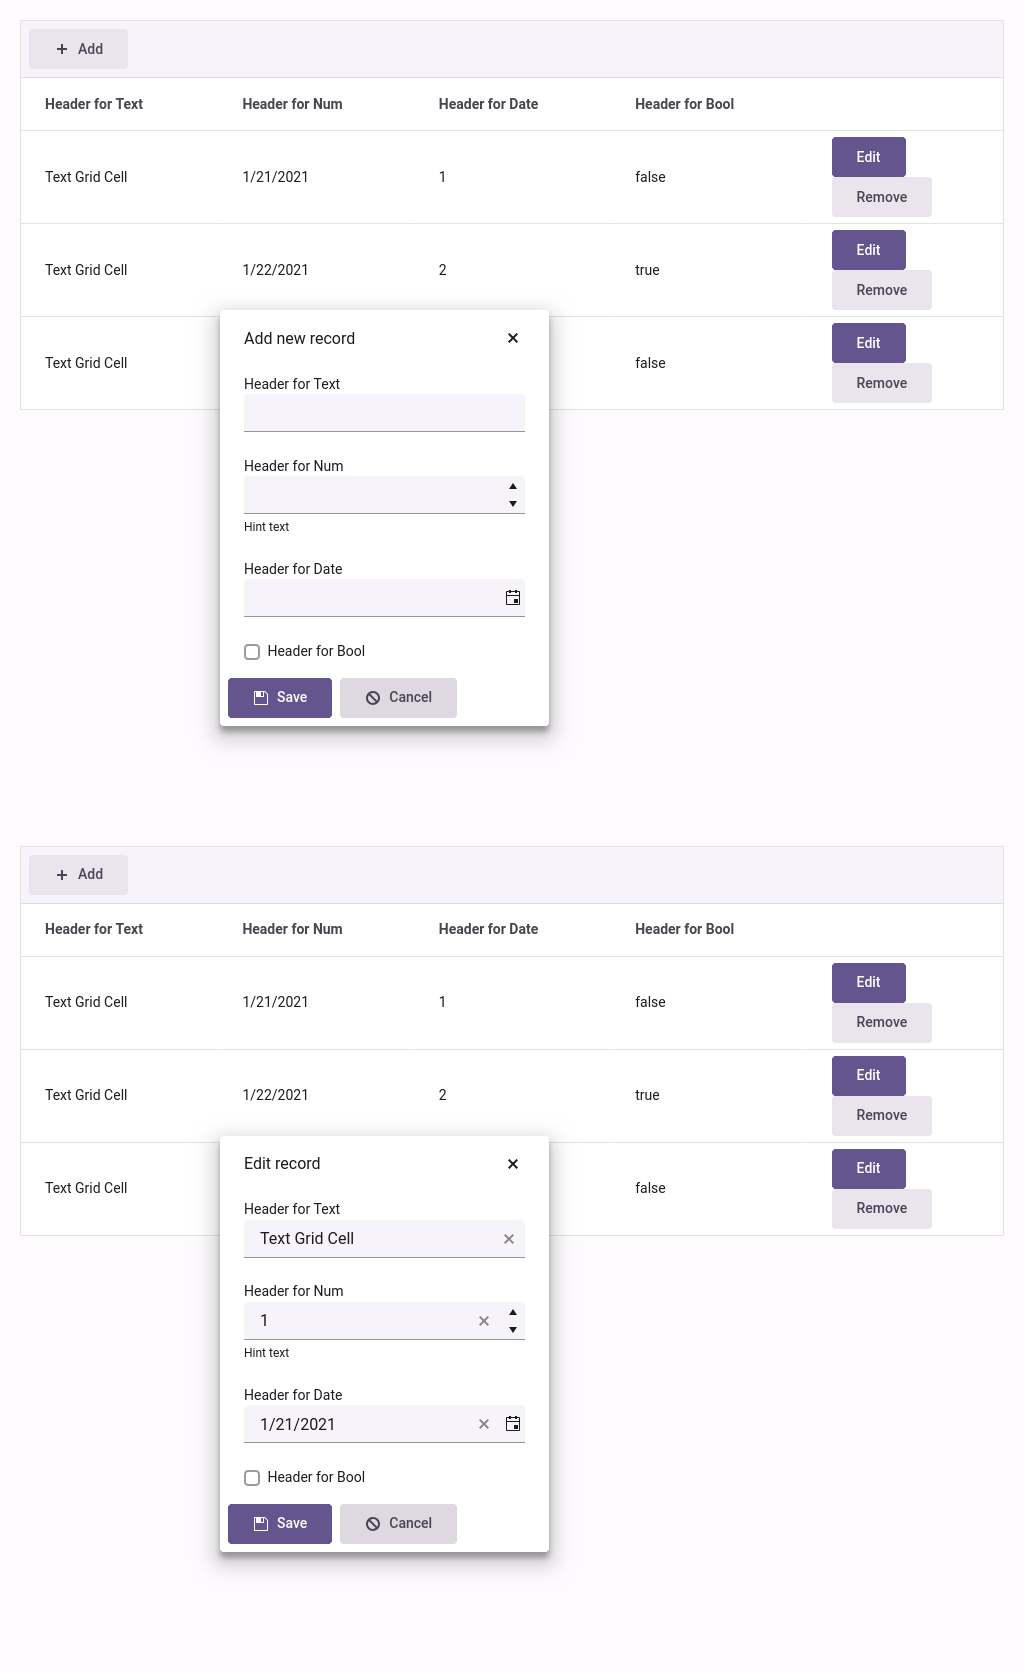 Add
Header for Text Header for Num Header for Date Header for Bool
Text Grid Cell 1/21/2021 1 false Edit
Remove
Text Grid Cell 1/22/2021 2 true Edit
Remove
Text Grid Cell false Edit
Remove
Add new record
Header for Text
Header for Num
Hint text
Header for Date
Header for Bool
Save Cancel
Add
Header for Text Header for Num Header for Date Header for Bool
Text Grid Cell 1/21/2021 1 false Edit
Remove
Text Grid Cell 1/22/2021 2 true Edit
Remove
Text Grid Cell false Edit
Remove
Edit record
Header for Text
Text Grid Cell
Header for Num
1
Hint text
Header for Date
1/21/2021
Header for Bool
Save Cancel